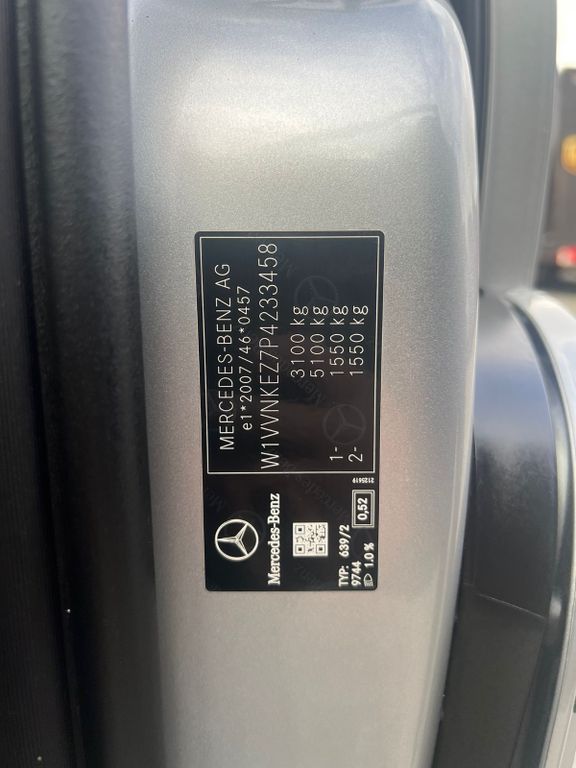 MERCEDES-BENZ AG
e1*2007/46*0457
W1VVNKEZ7P4233458
3100 kg
5100 kg
1- 1550 kg
2- 1550 kg
2125619
Mercedes-Benz
TYP: 639/2
9744
1.0 %
0,52